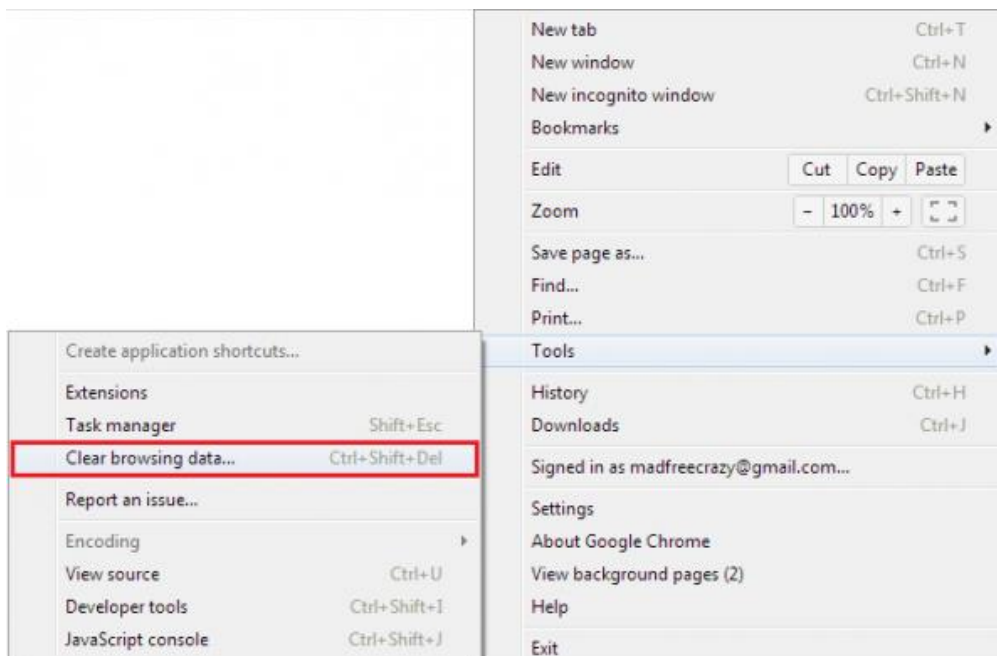 New tab Ctrl+T
New window Ctrl+N
New incognito window Ctrl+Shift+N
Bookmarks
Edit Cut Copy Paste
Zoom - 100% +
Save page as... Ctrl+S
Find... Ctrl+F
Print... Ctrl+P
Tools
History Ctrl+H
Downloads Ctrl+J
Signed in as madfreecrazy@gmail.com...
Settings
About Google Chrome
View background pages (2)
Help
Exit
Create application shortcuts...
Extensions
Task manager Shift+Esc
Clear browsing data... Ctrl+Shift+Del
Report an issue...
Encoding
View source Ctrl+U
Developer tools Ctrl+Shift+I
JavaScript console Ctrl+Shift+J